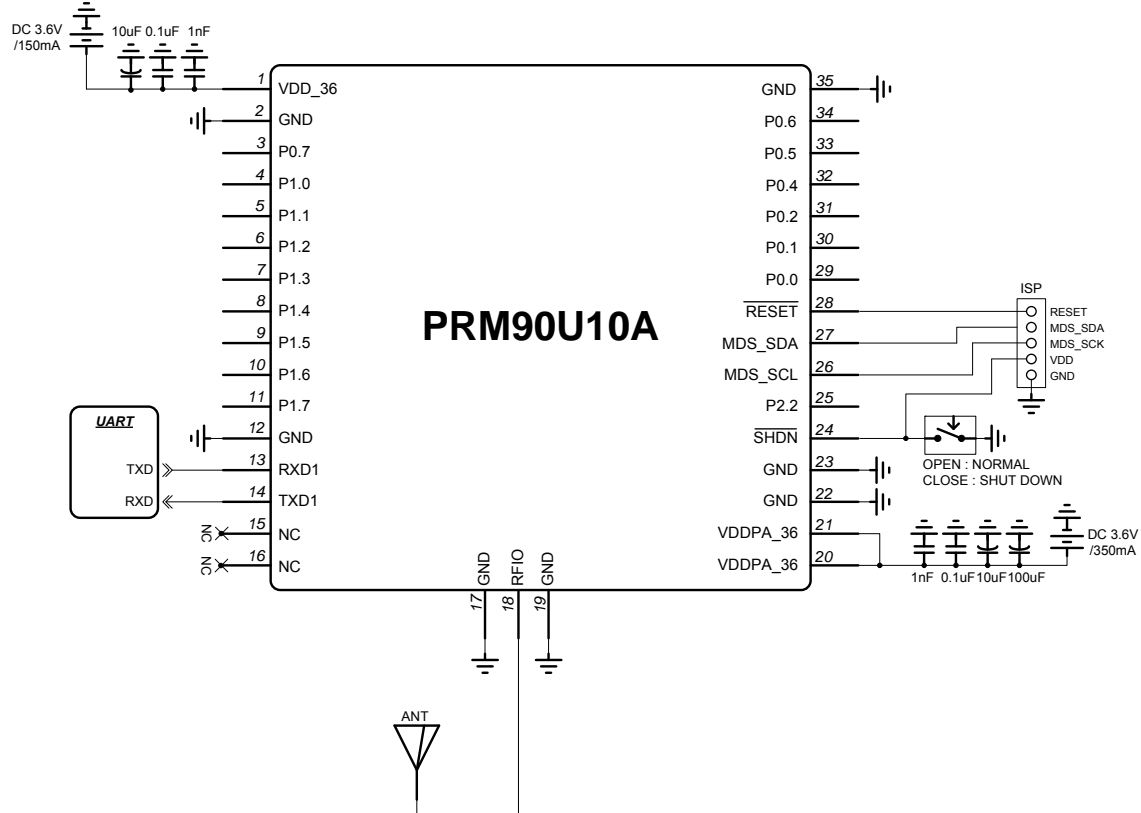 DC 3.6V
/150mA
10uF 0.1uF 1nF
PRM90U10A
1 VDD_36
2 GND
3 P0.7
4 P1.0
5 P1.1
6 P1.2
7 P1.3
8 P1.4
9 P1.5
10 P1.6
11 P1.7
12 GND
13 RXD1
14 TXD1
15 NC
16 NC
NC
NC
UART
TXD
RXD
17 GND
18 RFIO
19 GND
ANT
GND 35
P0.6 34
P0.5 33
P0.4 32
P0.2 31
P0.1 30
P0.0 29
RESET 28
MDS_SDA 27
MDS_SCL 26
P2.2 25
SHDN 24
GND 23
GND 22
VDDPA_36 21
VDDPA_36 20
ISP
RESET
MDS_SDA
MDS_SCK
VDD
GND
OPEN : NORMAL
CLOSE : SHUT DOWN
DC 3.6V
/350mA
1nF 0.1uF 10uF 100uF